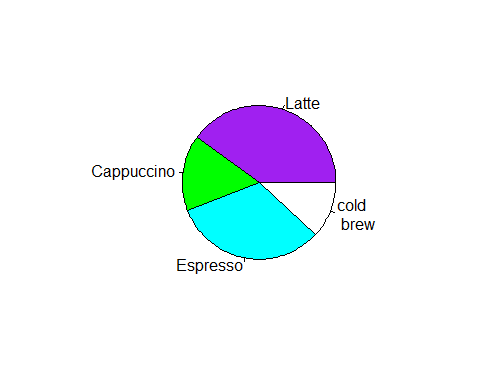 Latte
Cappuccino
Espresso
cold
brew